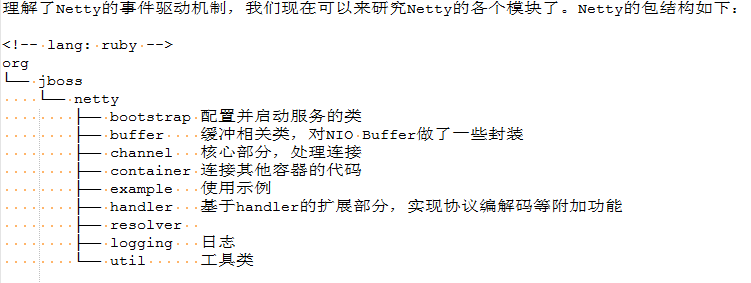 理解了Netty的事件驱动机制，我们现在可以来研究Netty的各个模块了。Netty的包结构如下：
<!-- lang: ruby -->
org
└── jboss
    └── netty
        ├── bootstrap 配置并启动服务的类
        ├── buffer   缓冲相关类，对NIO Buffer做了一些封装
        ├── channel  核心部分，处理连接
        ├── container 连接其他容器的代码
        ├── example  使用示例
        ├── handler  基于handler的扩展部分，实现协议编解码等附加功能
        ├── resolver
        ├── logging  日志
        └── util     工具类